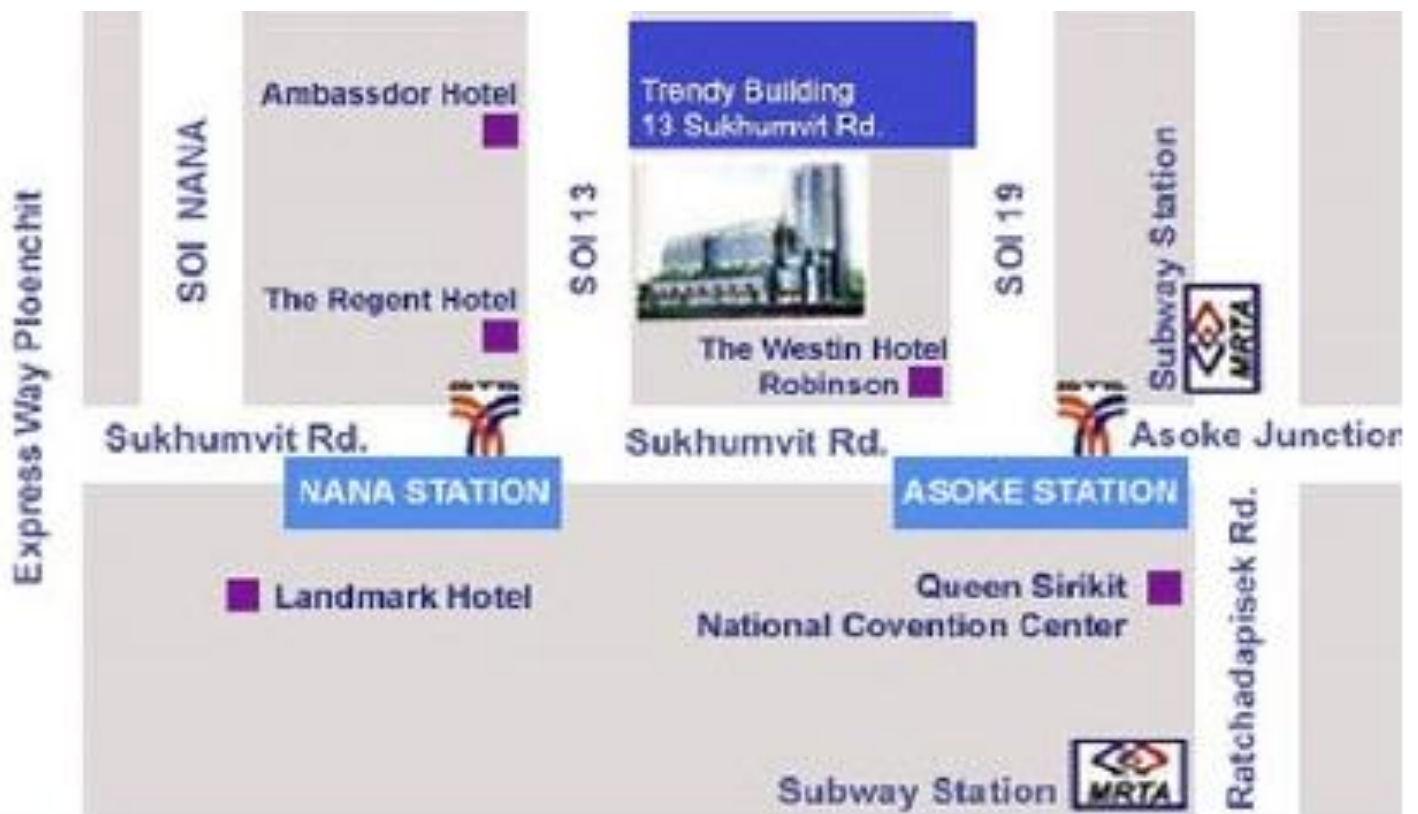 Ambassdor Hotel
Trendy Building
13 Sukhumvit Rd.
Express Way Ploenchit
SOI NANA
SOI 13
SOI 19
Subway Station
MRTA
The Regent Hotel
The Westin Hotel
Robinson
Sukhumvit Rd.
Sukhumvit Rd.
Asoke Junction
NANA STATION
ASOKE STATION
Landmark Hotel
Queen Sirikit
National Covention Center
Ratchadapisek Rd.
Subway Station
MRTA